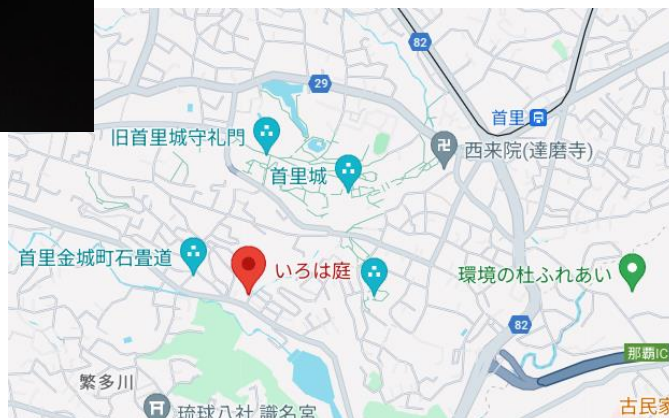 82
29
首里
旧首里城守礼門
西来院(達磨寺)
首里城
首里金城町石畳道
いろは庭
環境の杜ふれあい
82
那覇IC
繁多川
琉球八社 識名宮
古民家